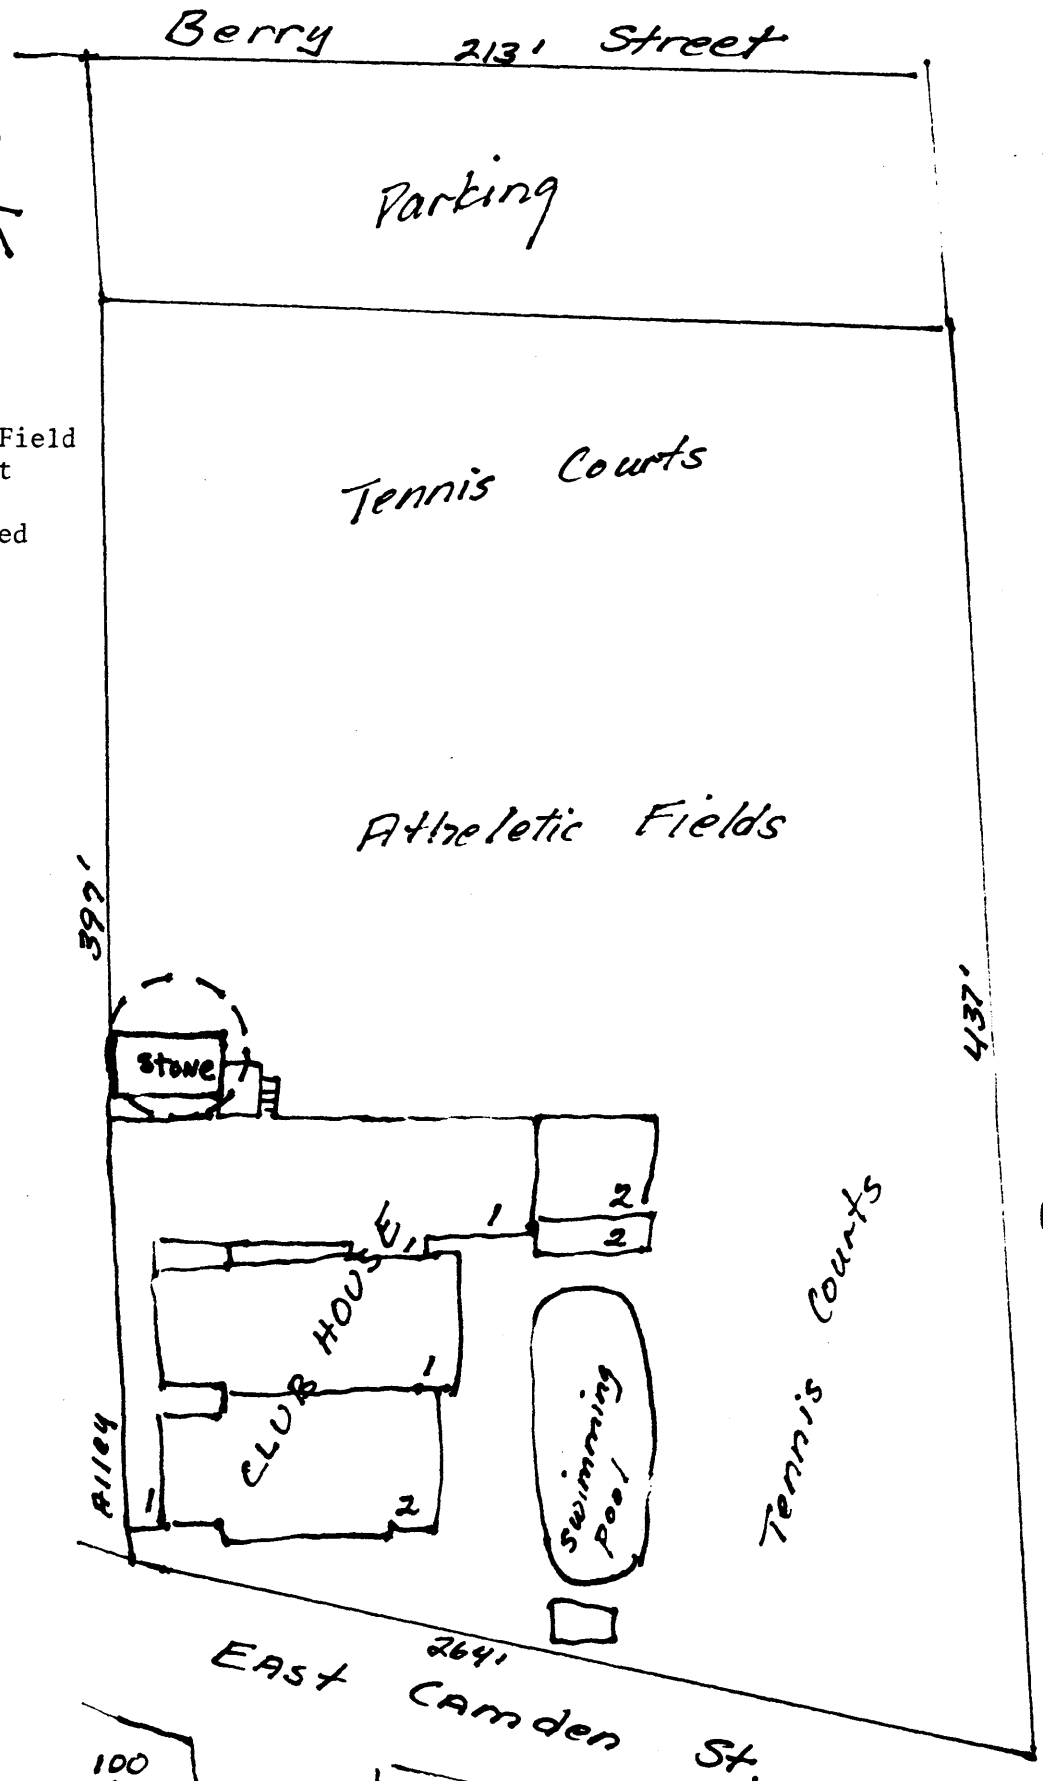 Berry 213' Street
Parking
Field
t
ed
Tennis Courts
Atheletic Fields
397'
437'
Stone
2
2
1
1
CLUB HOUSE
1
2
1
Alley
Swimming
Pool
Tennis Courts
264'
East Camden St.
100